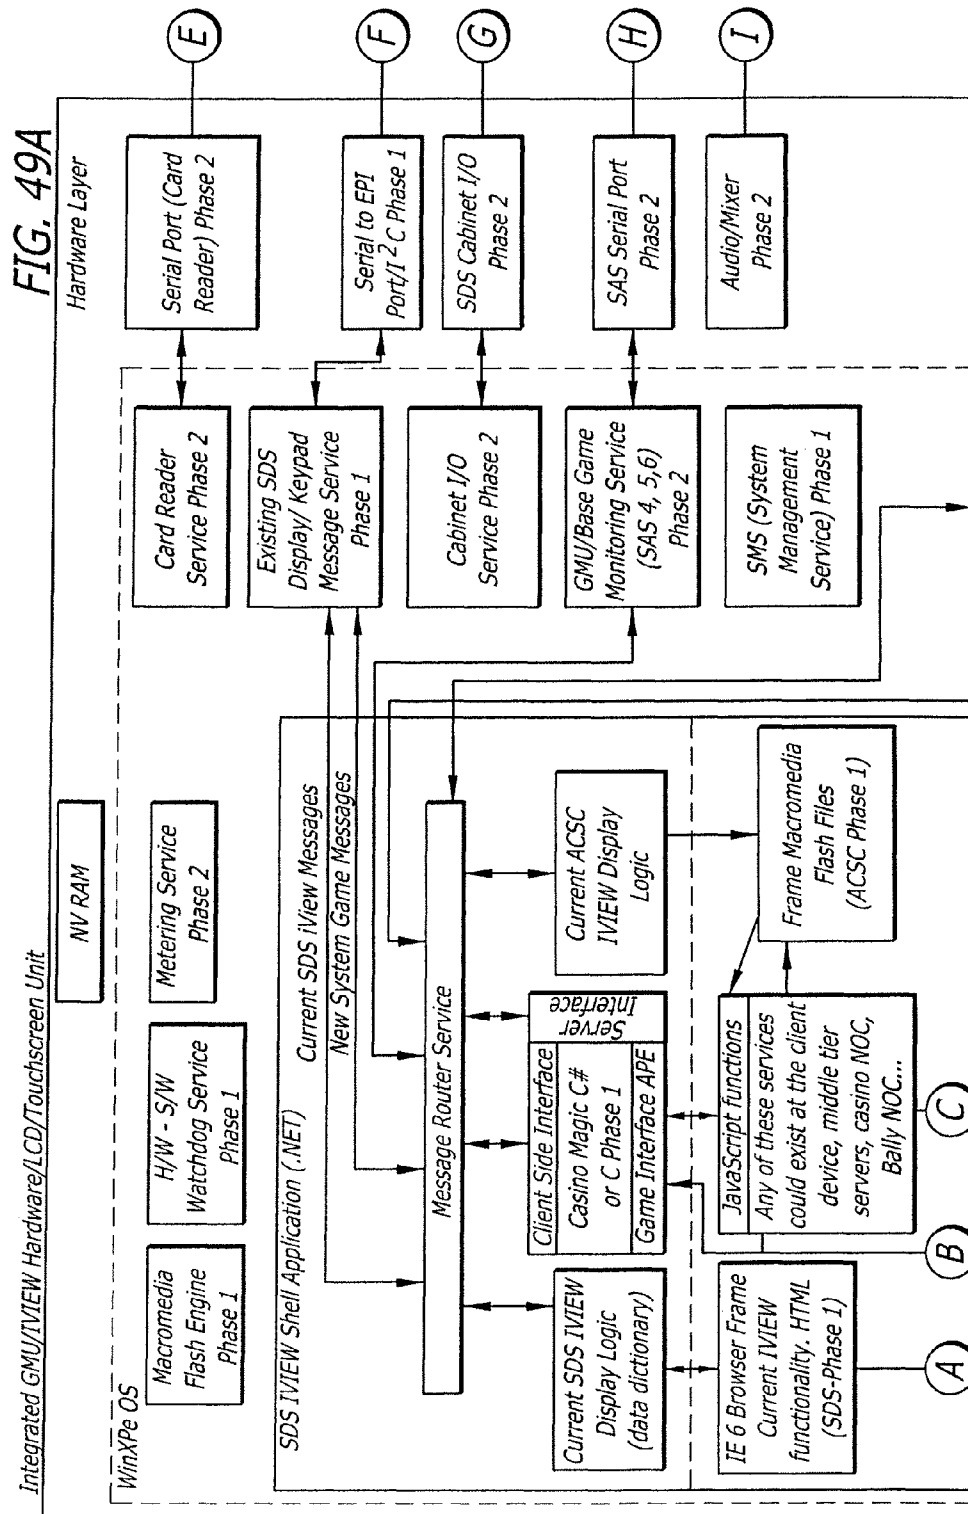 FIG. 49A
Integrated GMU/IVIEW Hardware/LCD/Touchscreen Unit
Hardware Layer
NV RAM
WinXPe OS
Macromedia
Flash Engine
Phase 1
H/W - S/W
Watchdog Service
Phase 1
Metering Service
Phase 2
Card Reader
Service Phase 2
Serial Port (Card
Reader) Phase 2
E
Existing SDS
Display/ Keypad
Message Service
Phase 1
Serial to EPI
Port/I² C Phase 1
F
Cabinet I/O
Service Phase 2
SDS Cabinet I/O
Phase 2
G
GMU/Base Game
Monitoring Service
(SAS 4, 5,6)
Phase 2
SAS Serial Port
Phase 2
H
SMS (System
Management
Service) Phase 1
Audio/Mixer
Phase 2
I
SDS IVIEW Shell Application (.NET)
Current SDS iView Messages
New System Game Messages
Message Router Service
Current SDS IVIEW
Display Logic
(data dictionary)
Client Side Interface
Casino Magic C#
or C Phase 1
Game Interface APE
Server
Interface
Current ACSC
IVIEW Display
Logic
IE 6 Browser Frame
Current IVIEW
functionality. HTML
(SDS-Phase 1)
JavaScript functions
Any of these services
could exist at the client
device, middle tier
servers, casino NOC,
Bally NOC...
Frame Macromedia
Flash Files
(ACSC Phase 1)
A
B
C